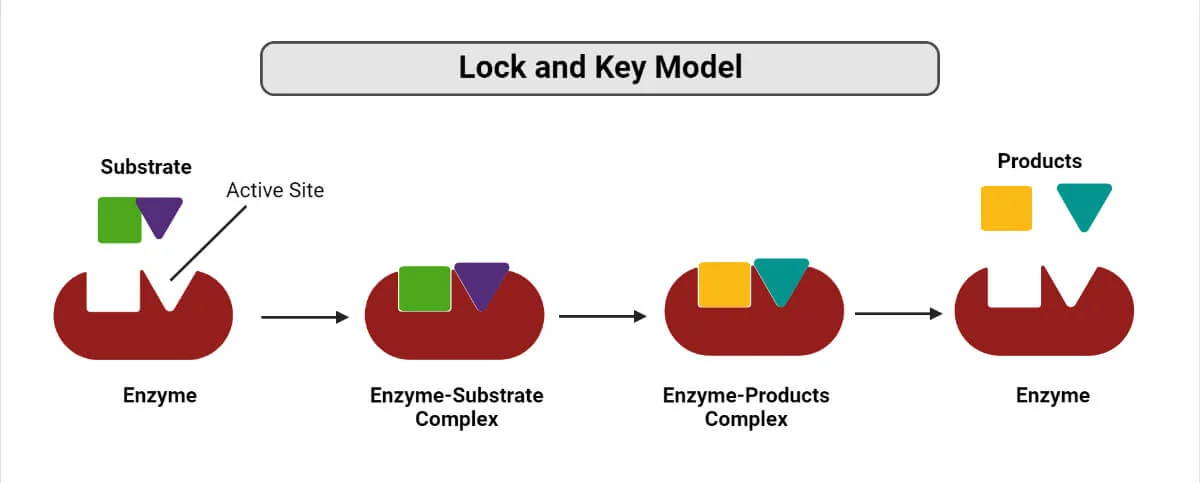 Lock and Key Model
Substrate
Active Site
Products
Enzyme
Enzyme-Substrate
Complex
Enzyme-Products
Complex
Enzyme